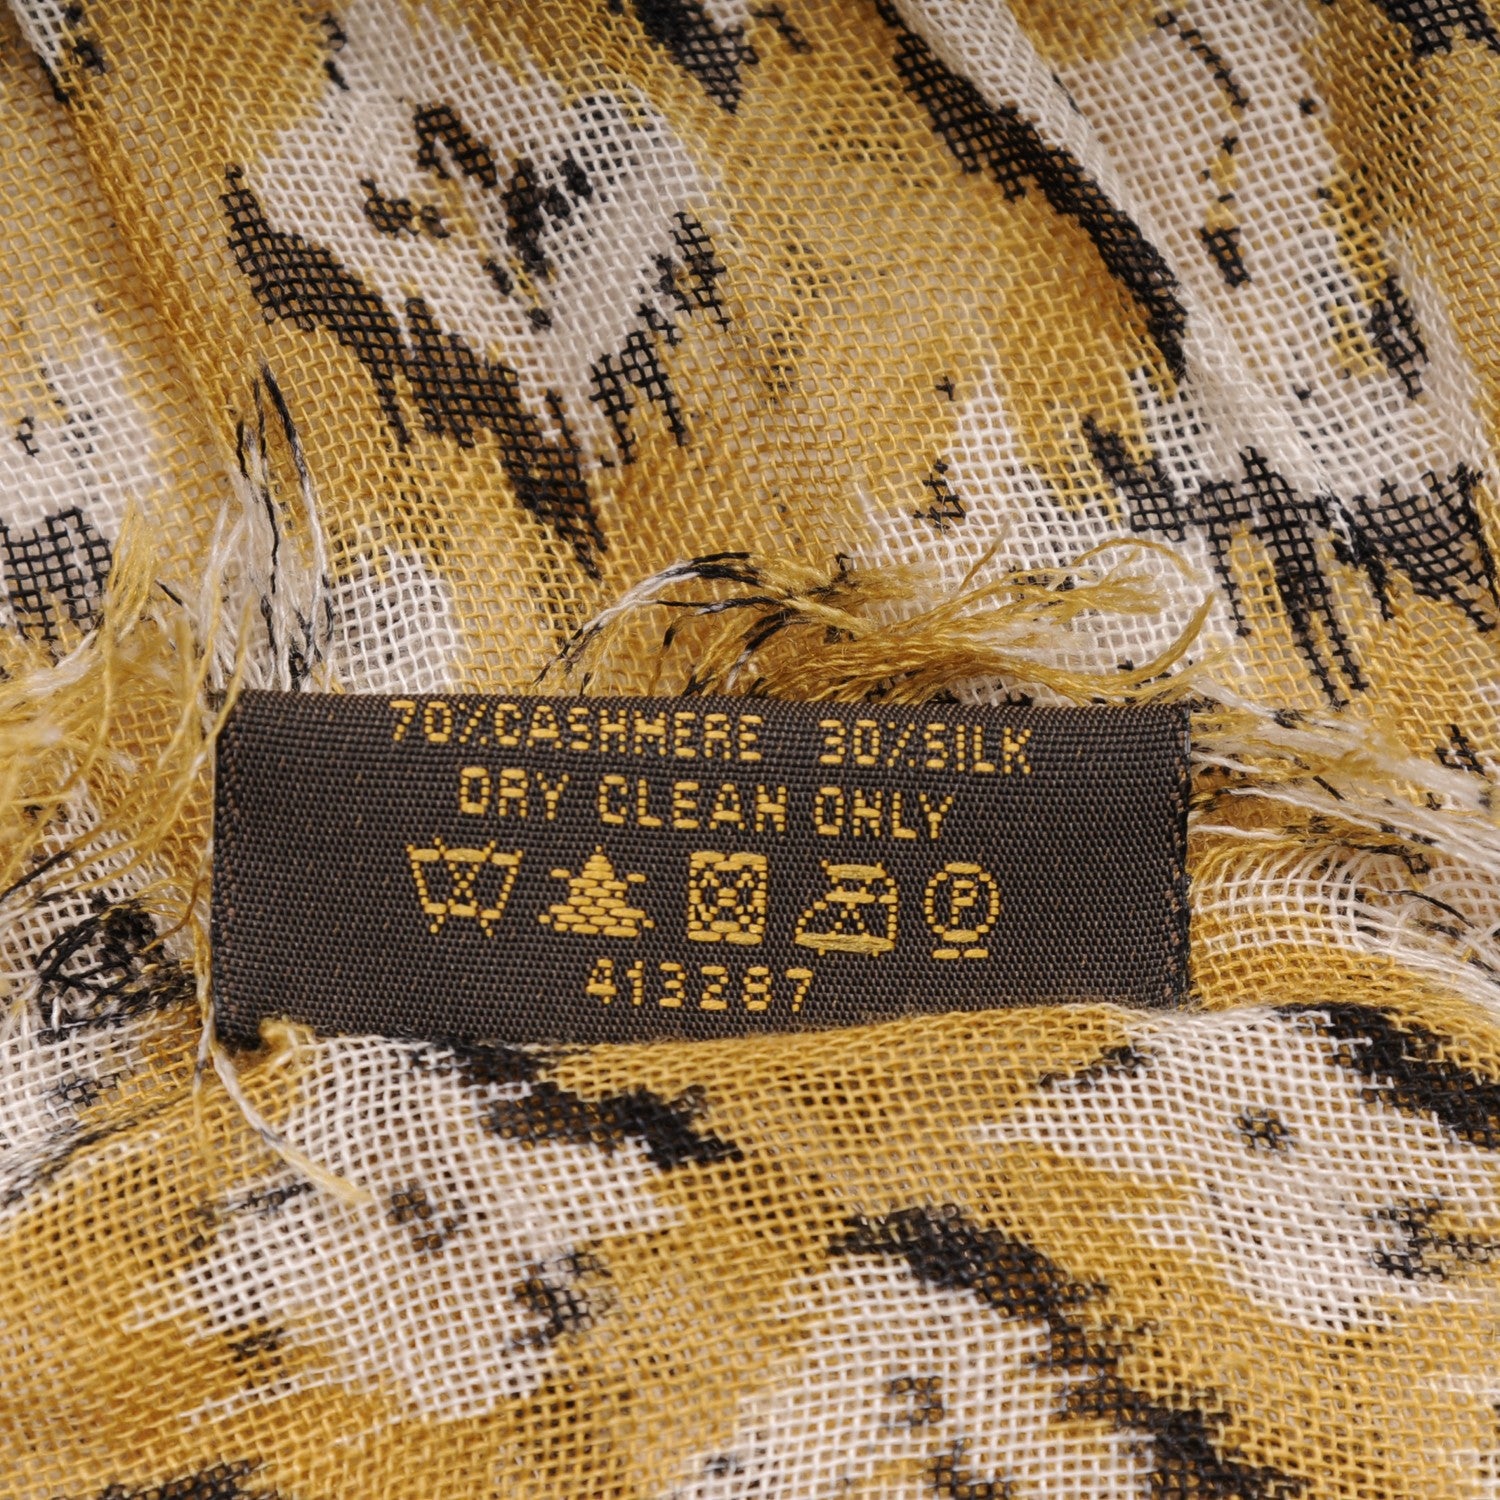 70%CASHMERE 30%SILK
DRY CLEAN ONLY
P
413287